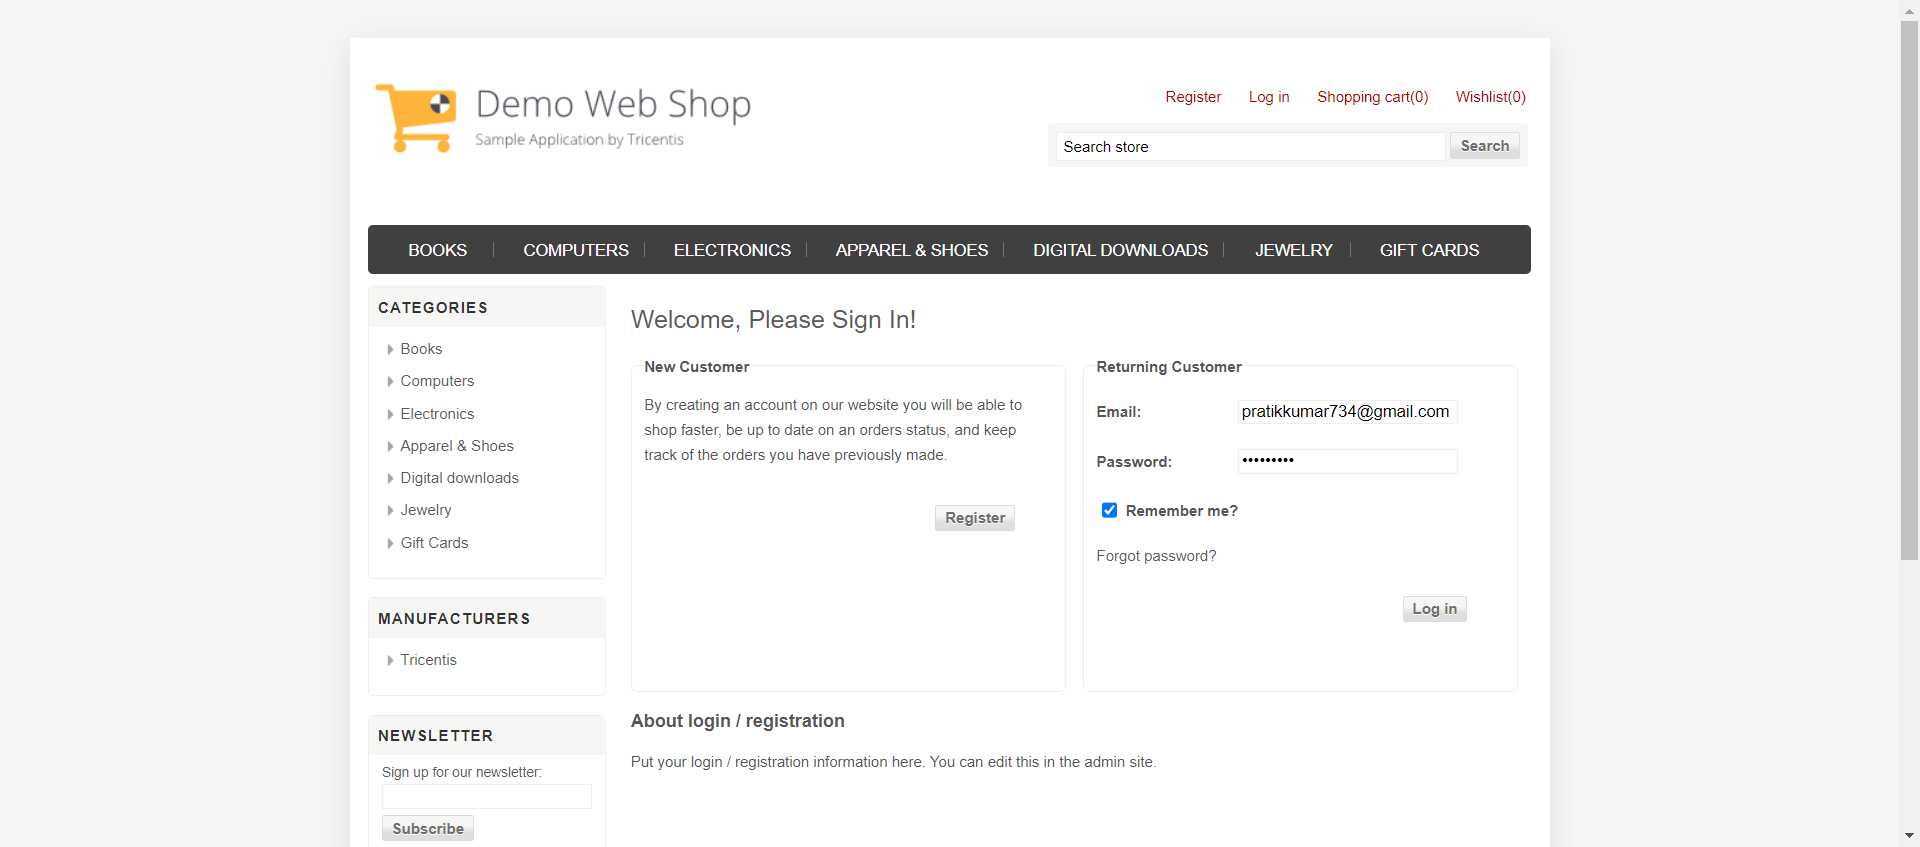 Demo Web Shop
Sample Application by Tricentis
Register Log in Shopping cart(0) Wishlist(0)
Search store Search
BOOKS COMPUTERS ELECTRONICS APPAREL & SHOES DIGITAL DOWNLOADS JEWELRY GIFT CARDS
CATEGORIES
Books
Computers
Electronics
Apparel & Shoes
Digital downloads
Jewelry
Gift Cards
MANUFACTURERS
Tricentis
NEWSLETTER
Sign up for our newsletter:
Subscribe
Welcome, Please Sign In!
New Customer
By creating an account on our website you will be able to
shop faster, be up to date on an orders status, and keep
track of the orders you have previously made.
Register
Returning Customer
Email: pratikkumar734@gmail.com
Password: •••••••••
Remember me?
Forgot password?
Log in
About login / registration
Put your login / registration information here. You can edit this in the admin site.